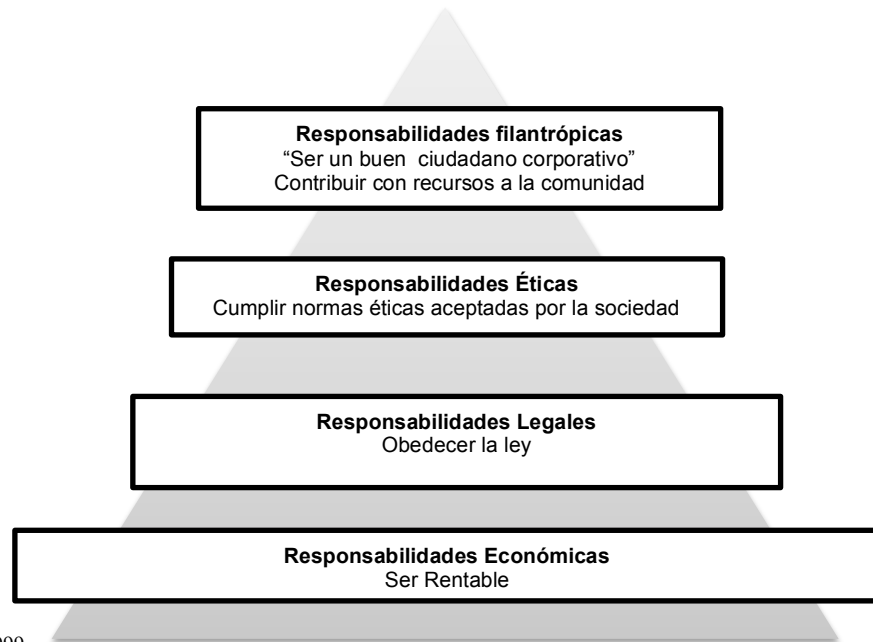 Responsabilidades filantrópicas
“Ser un buen ciudadano corporativo”
Contribuir con recursos a la comunidad
Responsabilidades Éticas
Cumplir normas éticas aceptadas por la sociedad
Responsabilidades Legales
Obedecer la ley
Responsabilidades Económicas
Ser Rentable